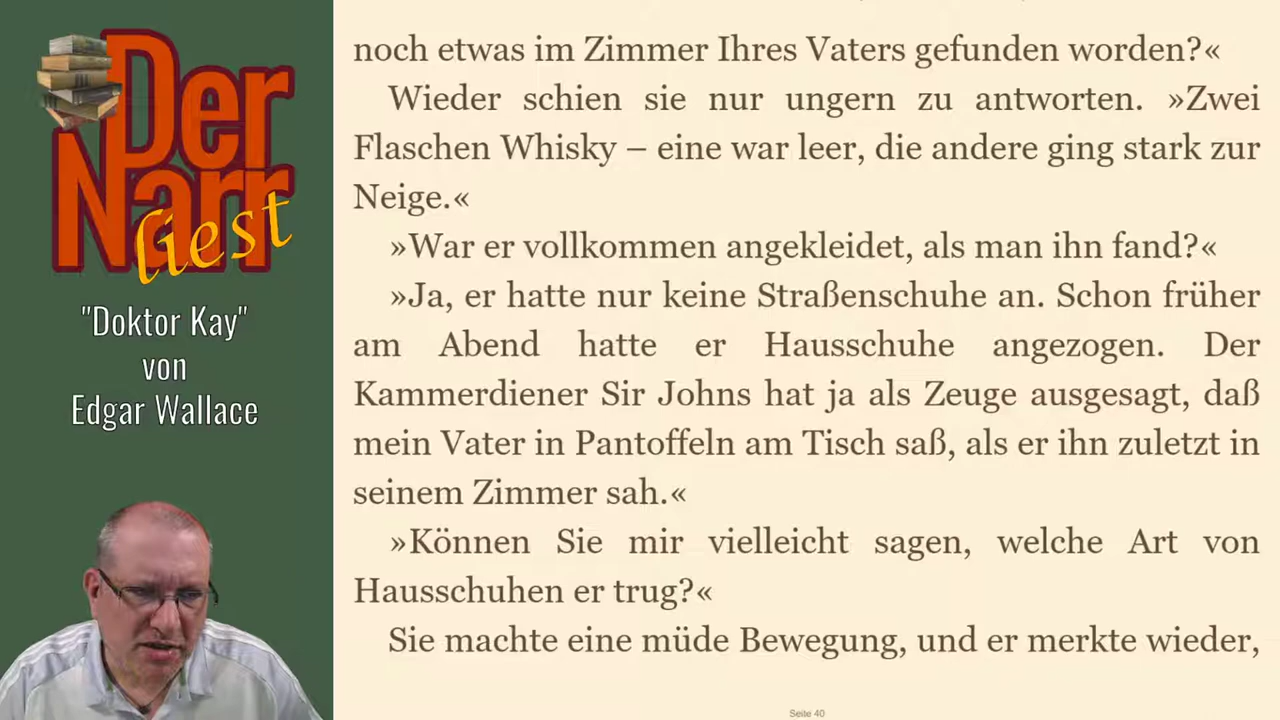 Der
Narr
liest
"Doktor Kay"
von
Edgar Wallace
noch etwas im Zimmer Ihres Vaters gefunden worden?«
Wieder schien sie nur ungern zu antworten. »Zwei
Flaschen Whisky – eine war leer, die andere ging stark zur
Neige.«
»War er vollkommen angekleidet, als man ihn fand?«
»Ja, er hatte nur keine Straßenschuhe an. Schon früher
am Abend hatte er Hausschuhe angezogen. Der
Kammerdiener Sir Johns hat ja als Zeuge ausgesagt, daß
mein Vater in Pantoffeln am Tisch saß, als er ihn zuletzt in
seinem Zimmer sah.«
»Können Sie mir vielleicht sagen, welche Art von
Hausschuhen er trug?«
Sie machte eine müde Bewegung, und er merkte wieder,
Seite 40